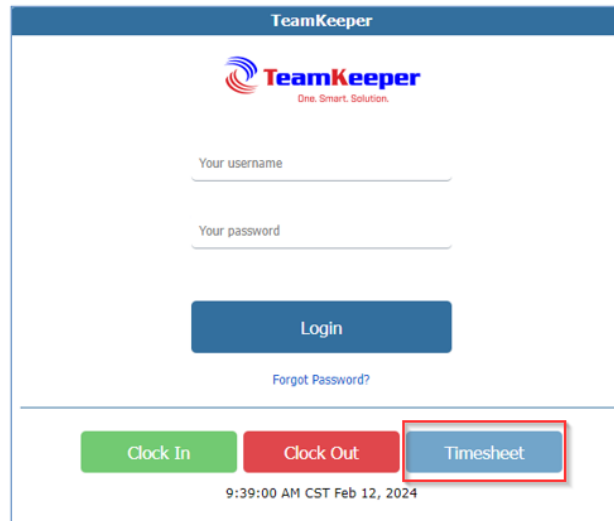 TeamKeeper
TeamKeeper
One. Smart. Solution.
Your username
Your password
Login
Forgot Password?
Clock In Clock Out Timesheet
9:39:00 AM CST Feb 12, 2024